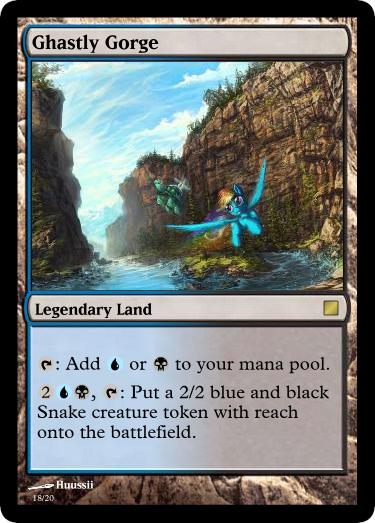 Ghastly Gorge
Legendary Land
: Add or to your mana pool.
2 , : Put a 2/2 blue and black
Snake creature token with reach
onto the battlefield.
Huussii
18/20